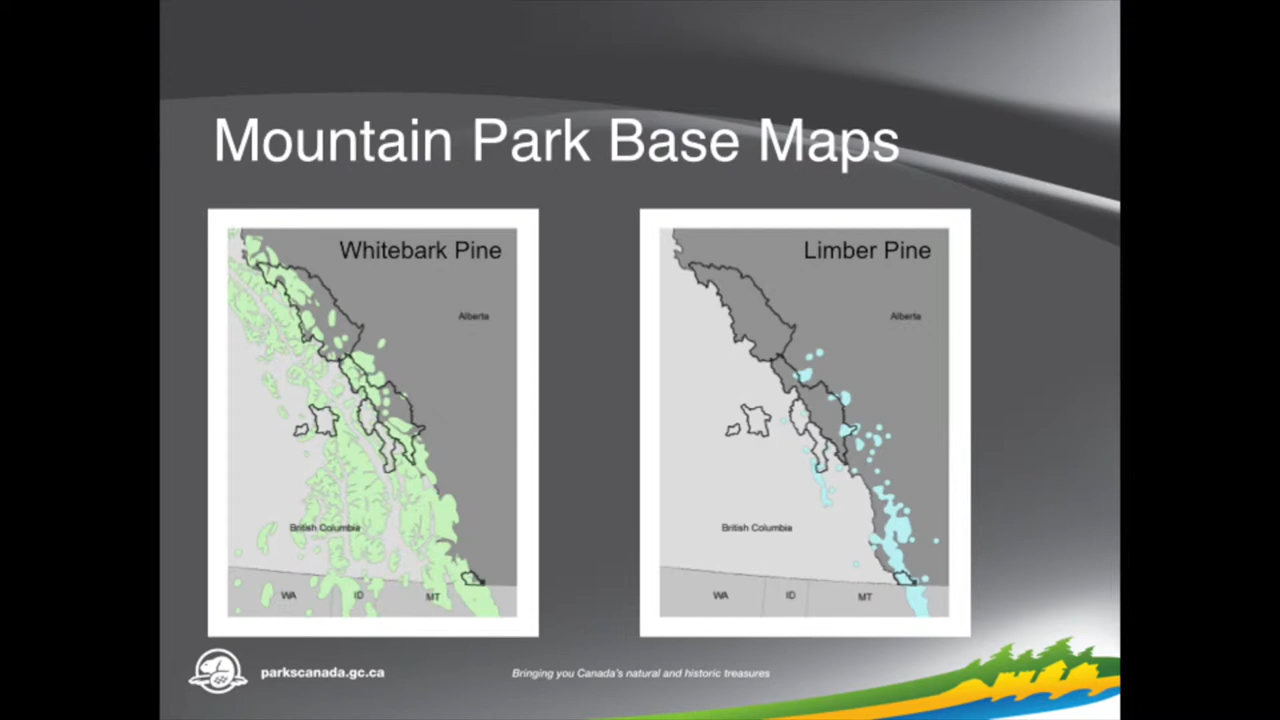 Mountain Park Base Maps
Whitebark Pine
Alberta
British Columbia
WA
ID
MT
Limber Pine
Alberta
British Columbia
WA
ID
MT
parkscanada.gc.ca
Bringing you Canada's natural and historic treasures